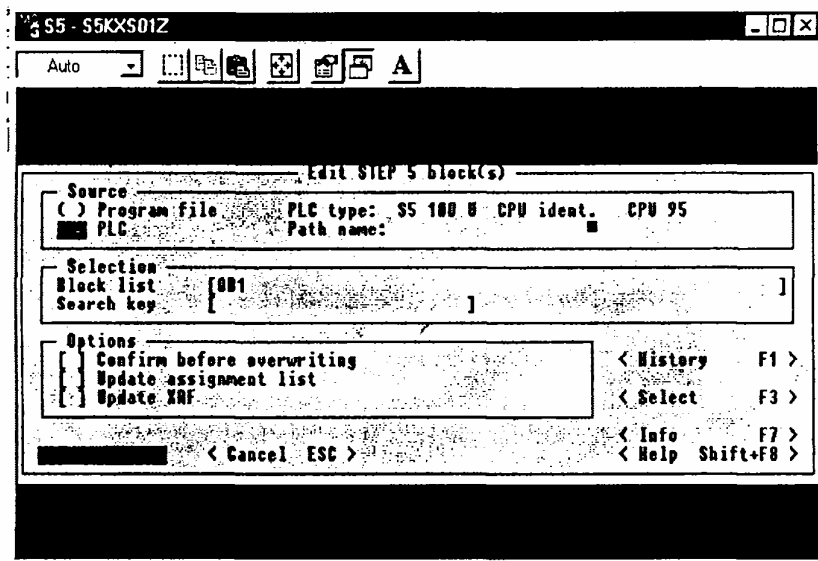 S5 - S5KXS01Z
Auto A
Edit STEP 5 block(s)
Source
( ) Program file PLC type: S5 100 U CPU ident. CPU 95
PLC Path name:
Selection
Block list [OB1 ]
Search key [ ]
Options
[ ] Confirm before overwriting < History F1 >
[ ] Update assignment list
[ ] Update XRF < Select F3 >
< Info F7 >
< Cancel ESC > < Help Shift+F8 >